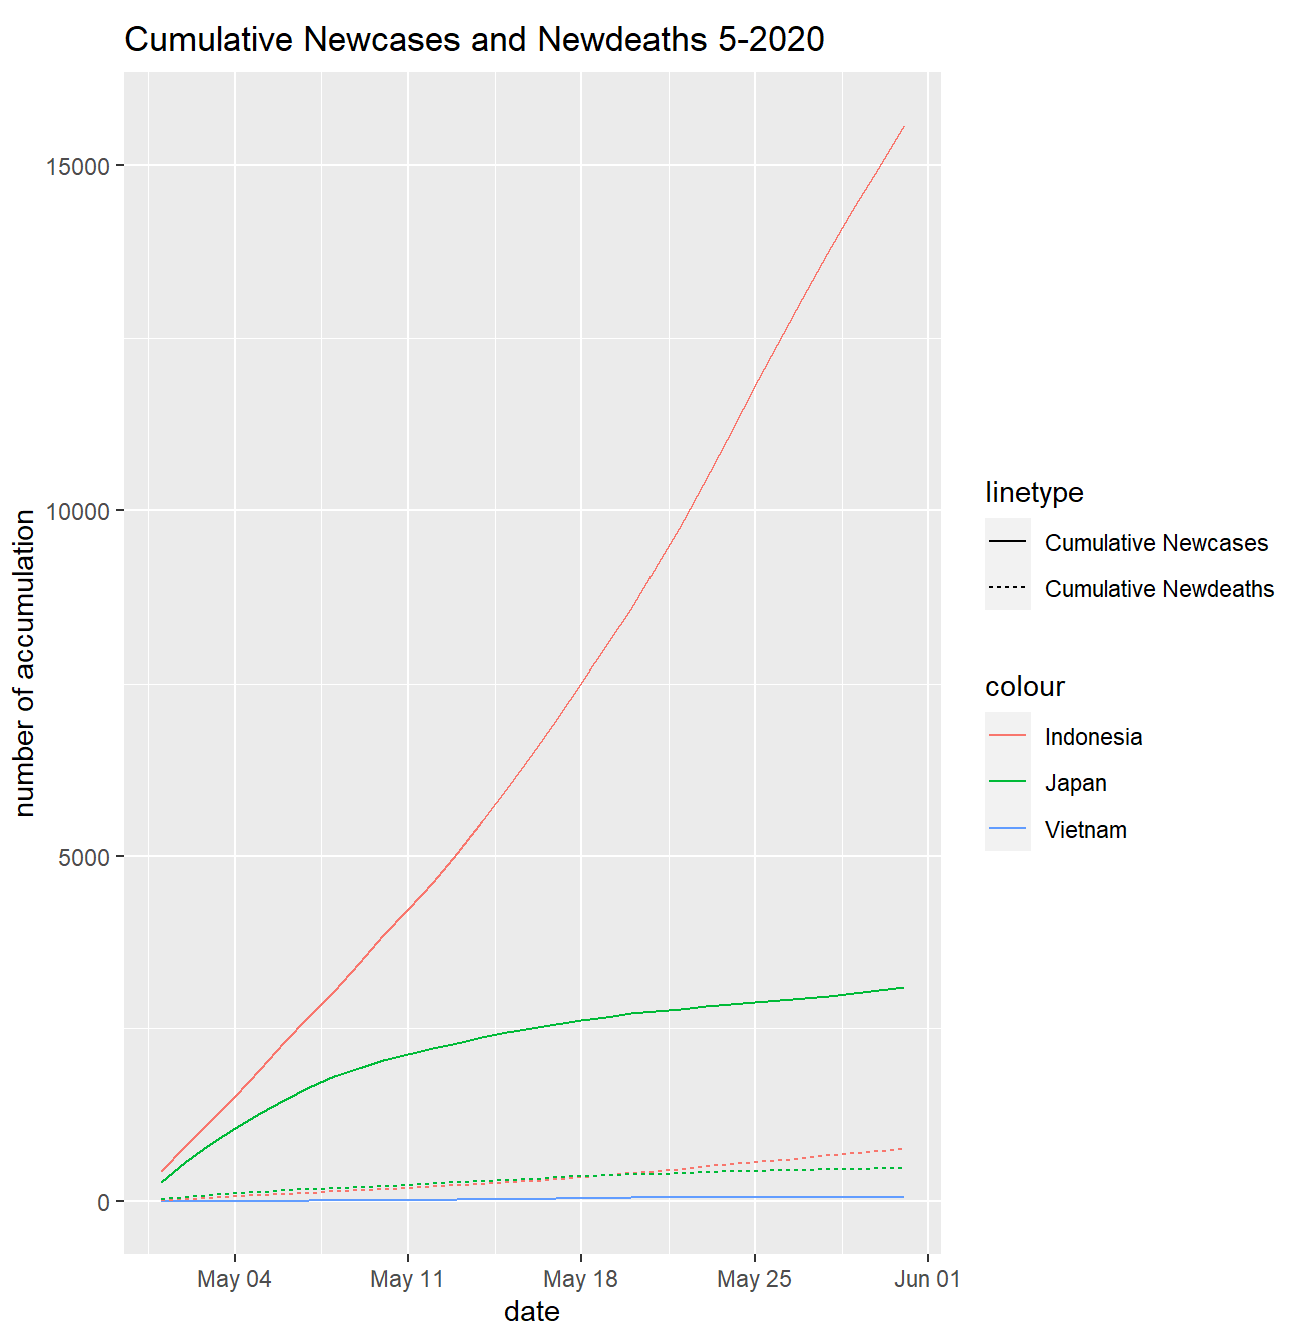 Cumulative Newcases and Newdeaths 5-2020
number of accumulation
15000
10000
5000
0
May 04
May 11
May 18
May 25
Jun 01
date
linetype
Cumulative Newcases
Cumulative Newdeaths
colour
Indonesia
Japan
Vietnam